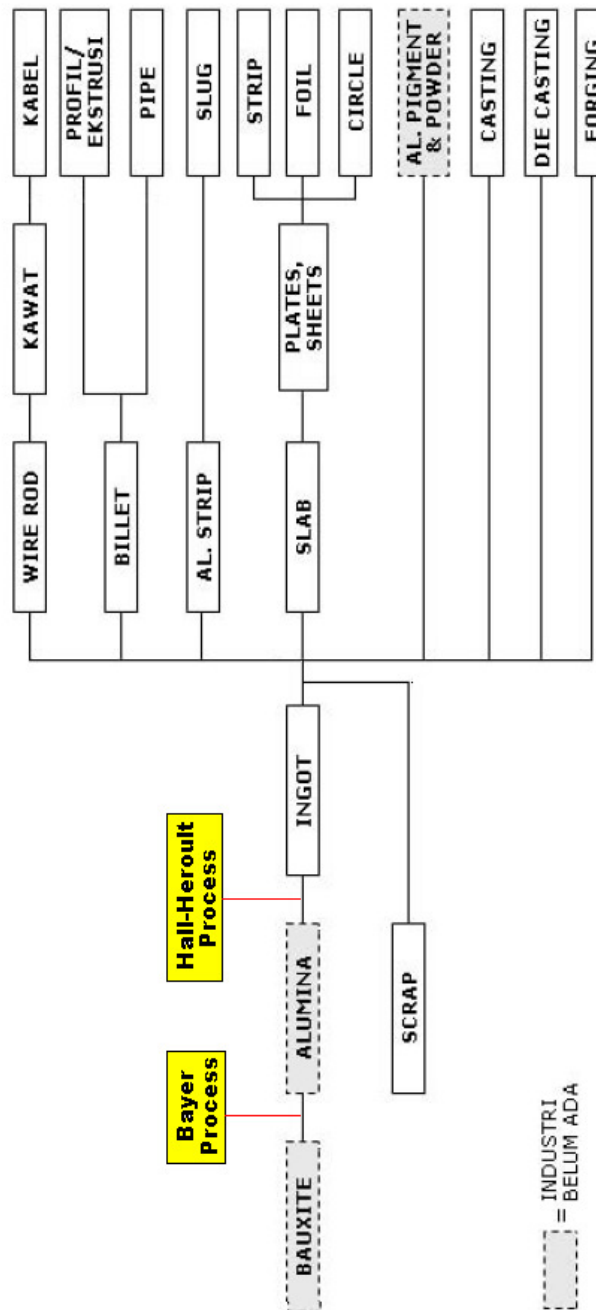 BAUXITE
Bayer
Process
ALUMINA
Hall-Heroult
Process
INGOT
SCRAP
WIRE ROD
BILLET
AL. STRIP
SLAB
KAWAT
PLATES,
SHEETS
KABEL
PROFIL/
EKSTRUSI
PIPE
SLUG
STRIP
FOIL
CIRCLE
AL. PIGMENT
& POWDER
CASTING
DIE CASTING
FORGING
= INDUSTRI
BELUM ADA